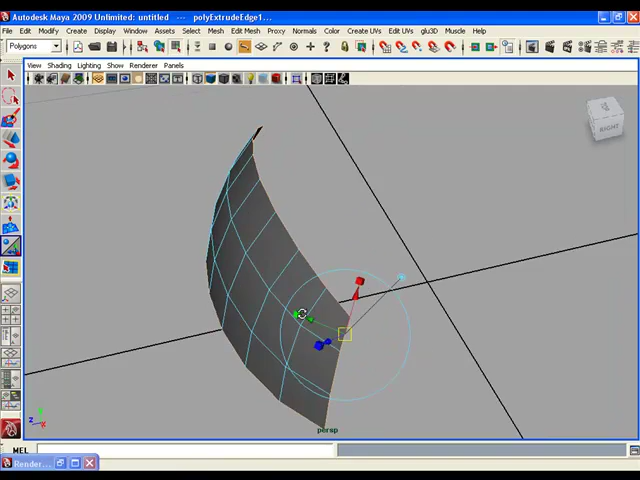 Autodesk Maya 2009 Unlimited: untitled --- polyExtrudeEdge1...
File Edit Modify Create Display Window Assets Select Mesh Edit Mesh Proxy Normals Color Create UVs Edit UVs glu3D Muscle Help
Polygons
View Shading Lighting Show Renderer Panels
RIGHT
persp
MEL
Render...